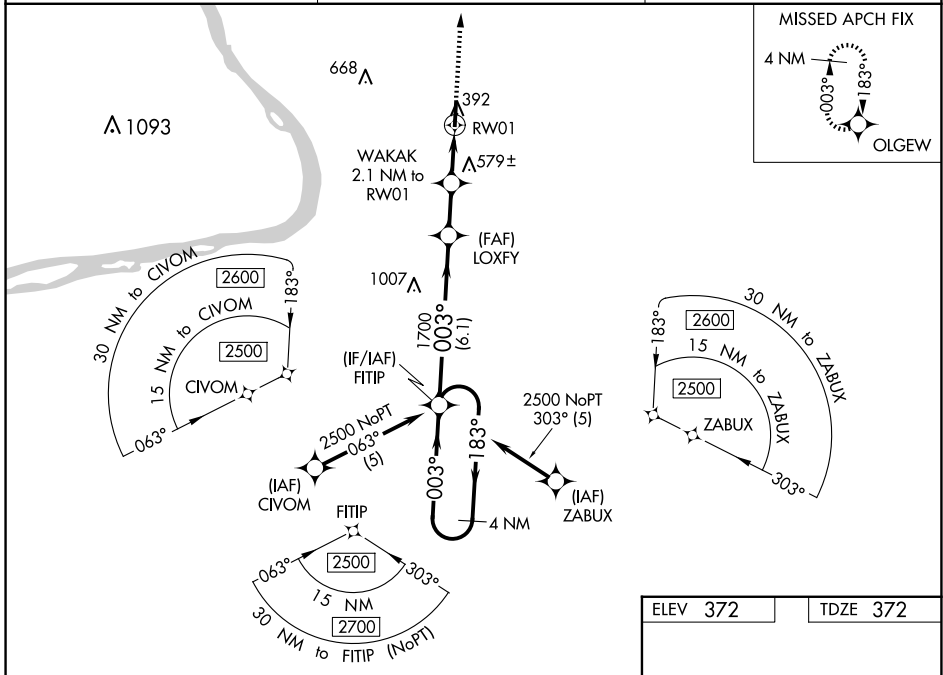 MISSED APCH FIX
4 NM
003°
183°
OLGEW
668
1093
392
RW01
WAKAK
2.1 NM to
RW01
579±
(FAF)
LOXFY
1007
1700
003°
(6.1)
30 NM to CIVOM
2600
183°
15 NM to CIVOM
2500
CIVOM
063°
(IF/IAF)
FITIP
2500 NoPT
063°
(5)
(IAF)
CIVOM
003°
183°
4 NM
2500 NoPT
303° (5)
(IAF)
ZABUX
30 NM to ZABUX
2600
183°
15 NM to ZABUX
2500
ZABUX
303°
FITIP
063°
2500
303°
15 NM
2700
30 NM to FITIP (NoPT)
ELEV 372
TDZE 372